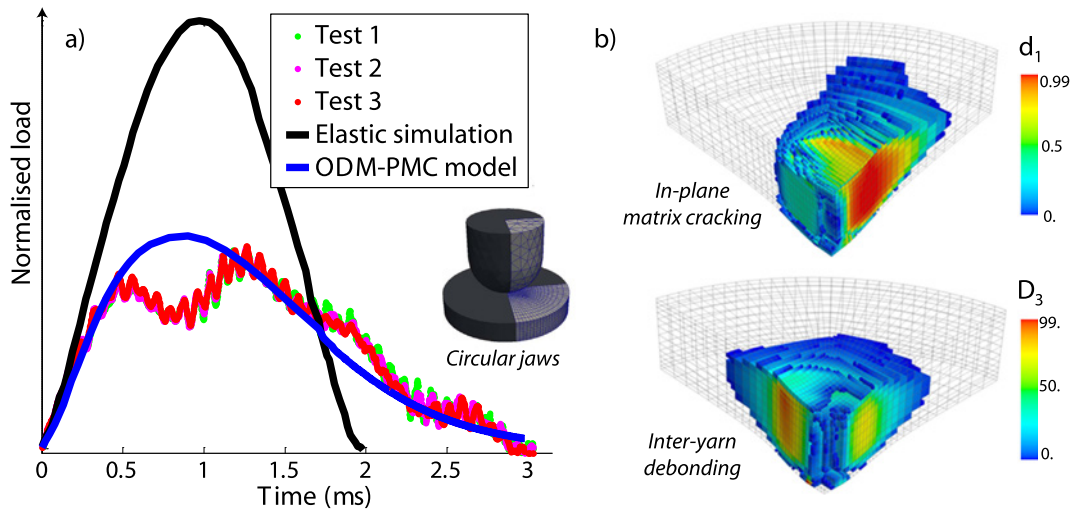 a)
Test 1
Test 2
Test 3
Elastic simulation
ODM-PMC model
Normalised load
Circular jaws
0 0.5 1 1.5 2 2.5 3
Time (ms)
b)
d1
0.99
0.5
0.
In-plane
matrix cracking
D3
99.
50.
0.
Inter-yarn
debonding